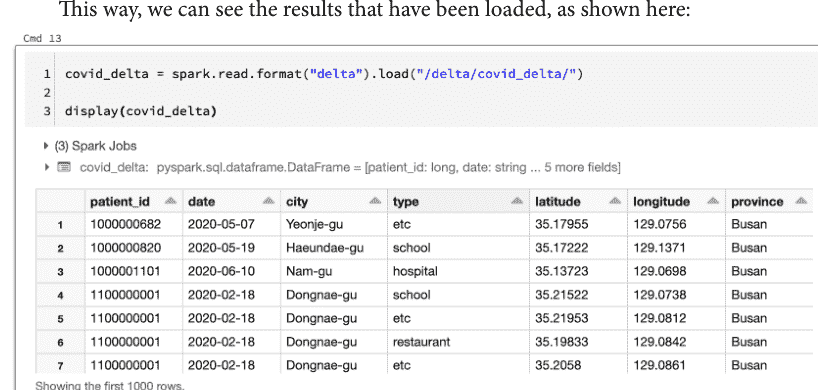 This way, we can see the results that have been loaded, as shown here:
Cmd 13
1 covid_delta = spark.read.format("delta").load("/delta/covid_delta/")
2
3 display(covid_delta)
(3) Spark Jobs
covid_delta: pyspark.sql.dataframe.DataFrame = [patient_id: long, date: string ... 5 more fields]
patient_id date city type latitude longitude province
1 1000000682 2020-05-07 Yeonje-gu etc 35.17955 129.0756 Busan
2 1000000820 2020-05-19 Haeundae-gu school 35.17222 129.1371 Busan
3 1000001101 2020-06-10 Nam-gu hospital 35.13723 129.0698 Busan
4 1100000001 2020-02-18 Dongnae-gu school 35.21522 129.0738 Busan
5 1100000001 2020-02-18 Dongnae-gu etc 35.21953 129.0812 Busan
6 1100000001 2020-02-18 Dongnae-gu restaurant 35.19833 129.0842 Busan
7 1100000001 2020-02-18 Dongnae-gu etc 35.2058 129.0861 Busan
Showing the first 1000 rows.